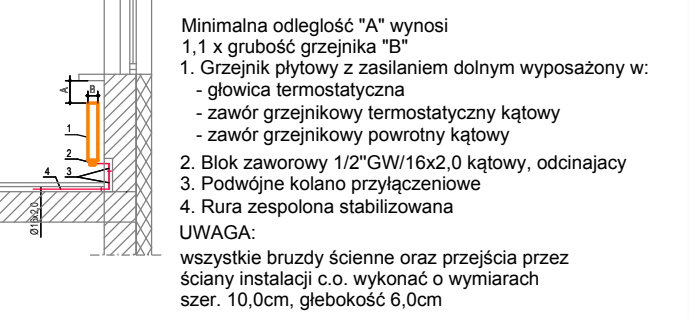 Minimalna odległość "A" wynosi
1,1 x grubość grzejnika "B"
1. Grzejnik płytowy z zasilaniem dolnym wyposażony w:
- głowica termostatyczna
- zawór grzejnikowy termostatyczny kątowy
- zawór grzejnikowy powrotny kątowy
2. Blok zaworowy 1/2"GW/16x2,0 kątowy, odcinajacy
3. Podwójne kolano przyłączeniowe
4. Rura zespolona stabilizowana
UWAGA:
wszystkie bruzdy ścienne oraz przejścia przez
ściany instalacji c.o. wykonać o wymiarach
szer. 10,0cm, głebokość 6,0cm
A
B
1
2
4 3
Ø16x2,0